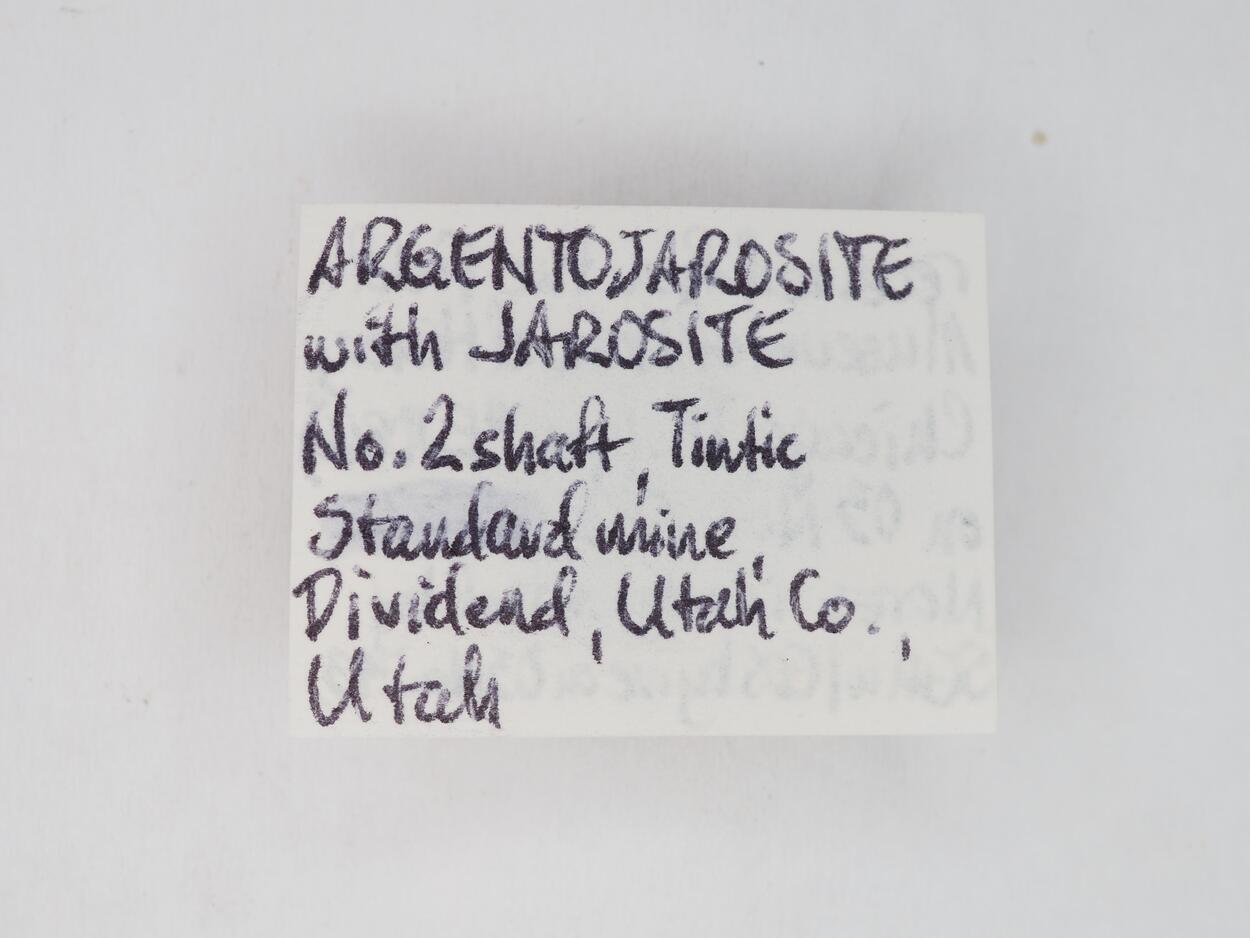 ARGENTOJAROSITE
with JAROSITE
No. 2 shaft, Tintic
Standard mine,
Dividend, Utah Co.,
Utah